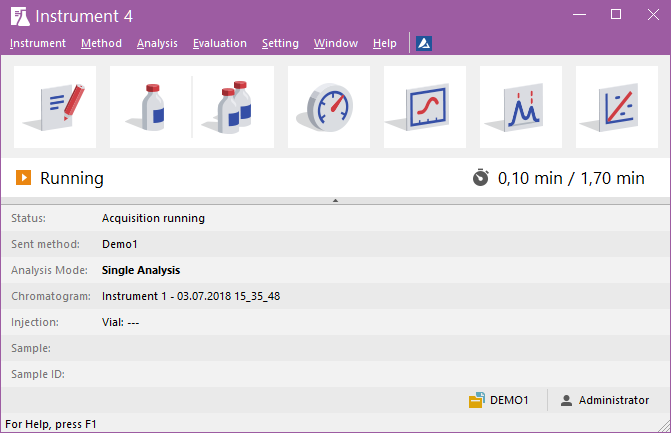 Instrument 4
Instrument Method Analysis Evaluation Setting Window Help
Running 0,10 min / 1,70 min
Status: Acquisition running
Sent method: Demo1
Analysis Mode: Single Analysis
Chromatogram: Instrument 1 - 03.07.2018 15_35_48
Injection: Vial: ---
Sample:
Sample ID:
DEMO1 Administrator
For Help, press F1